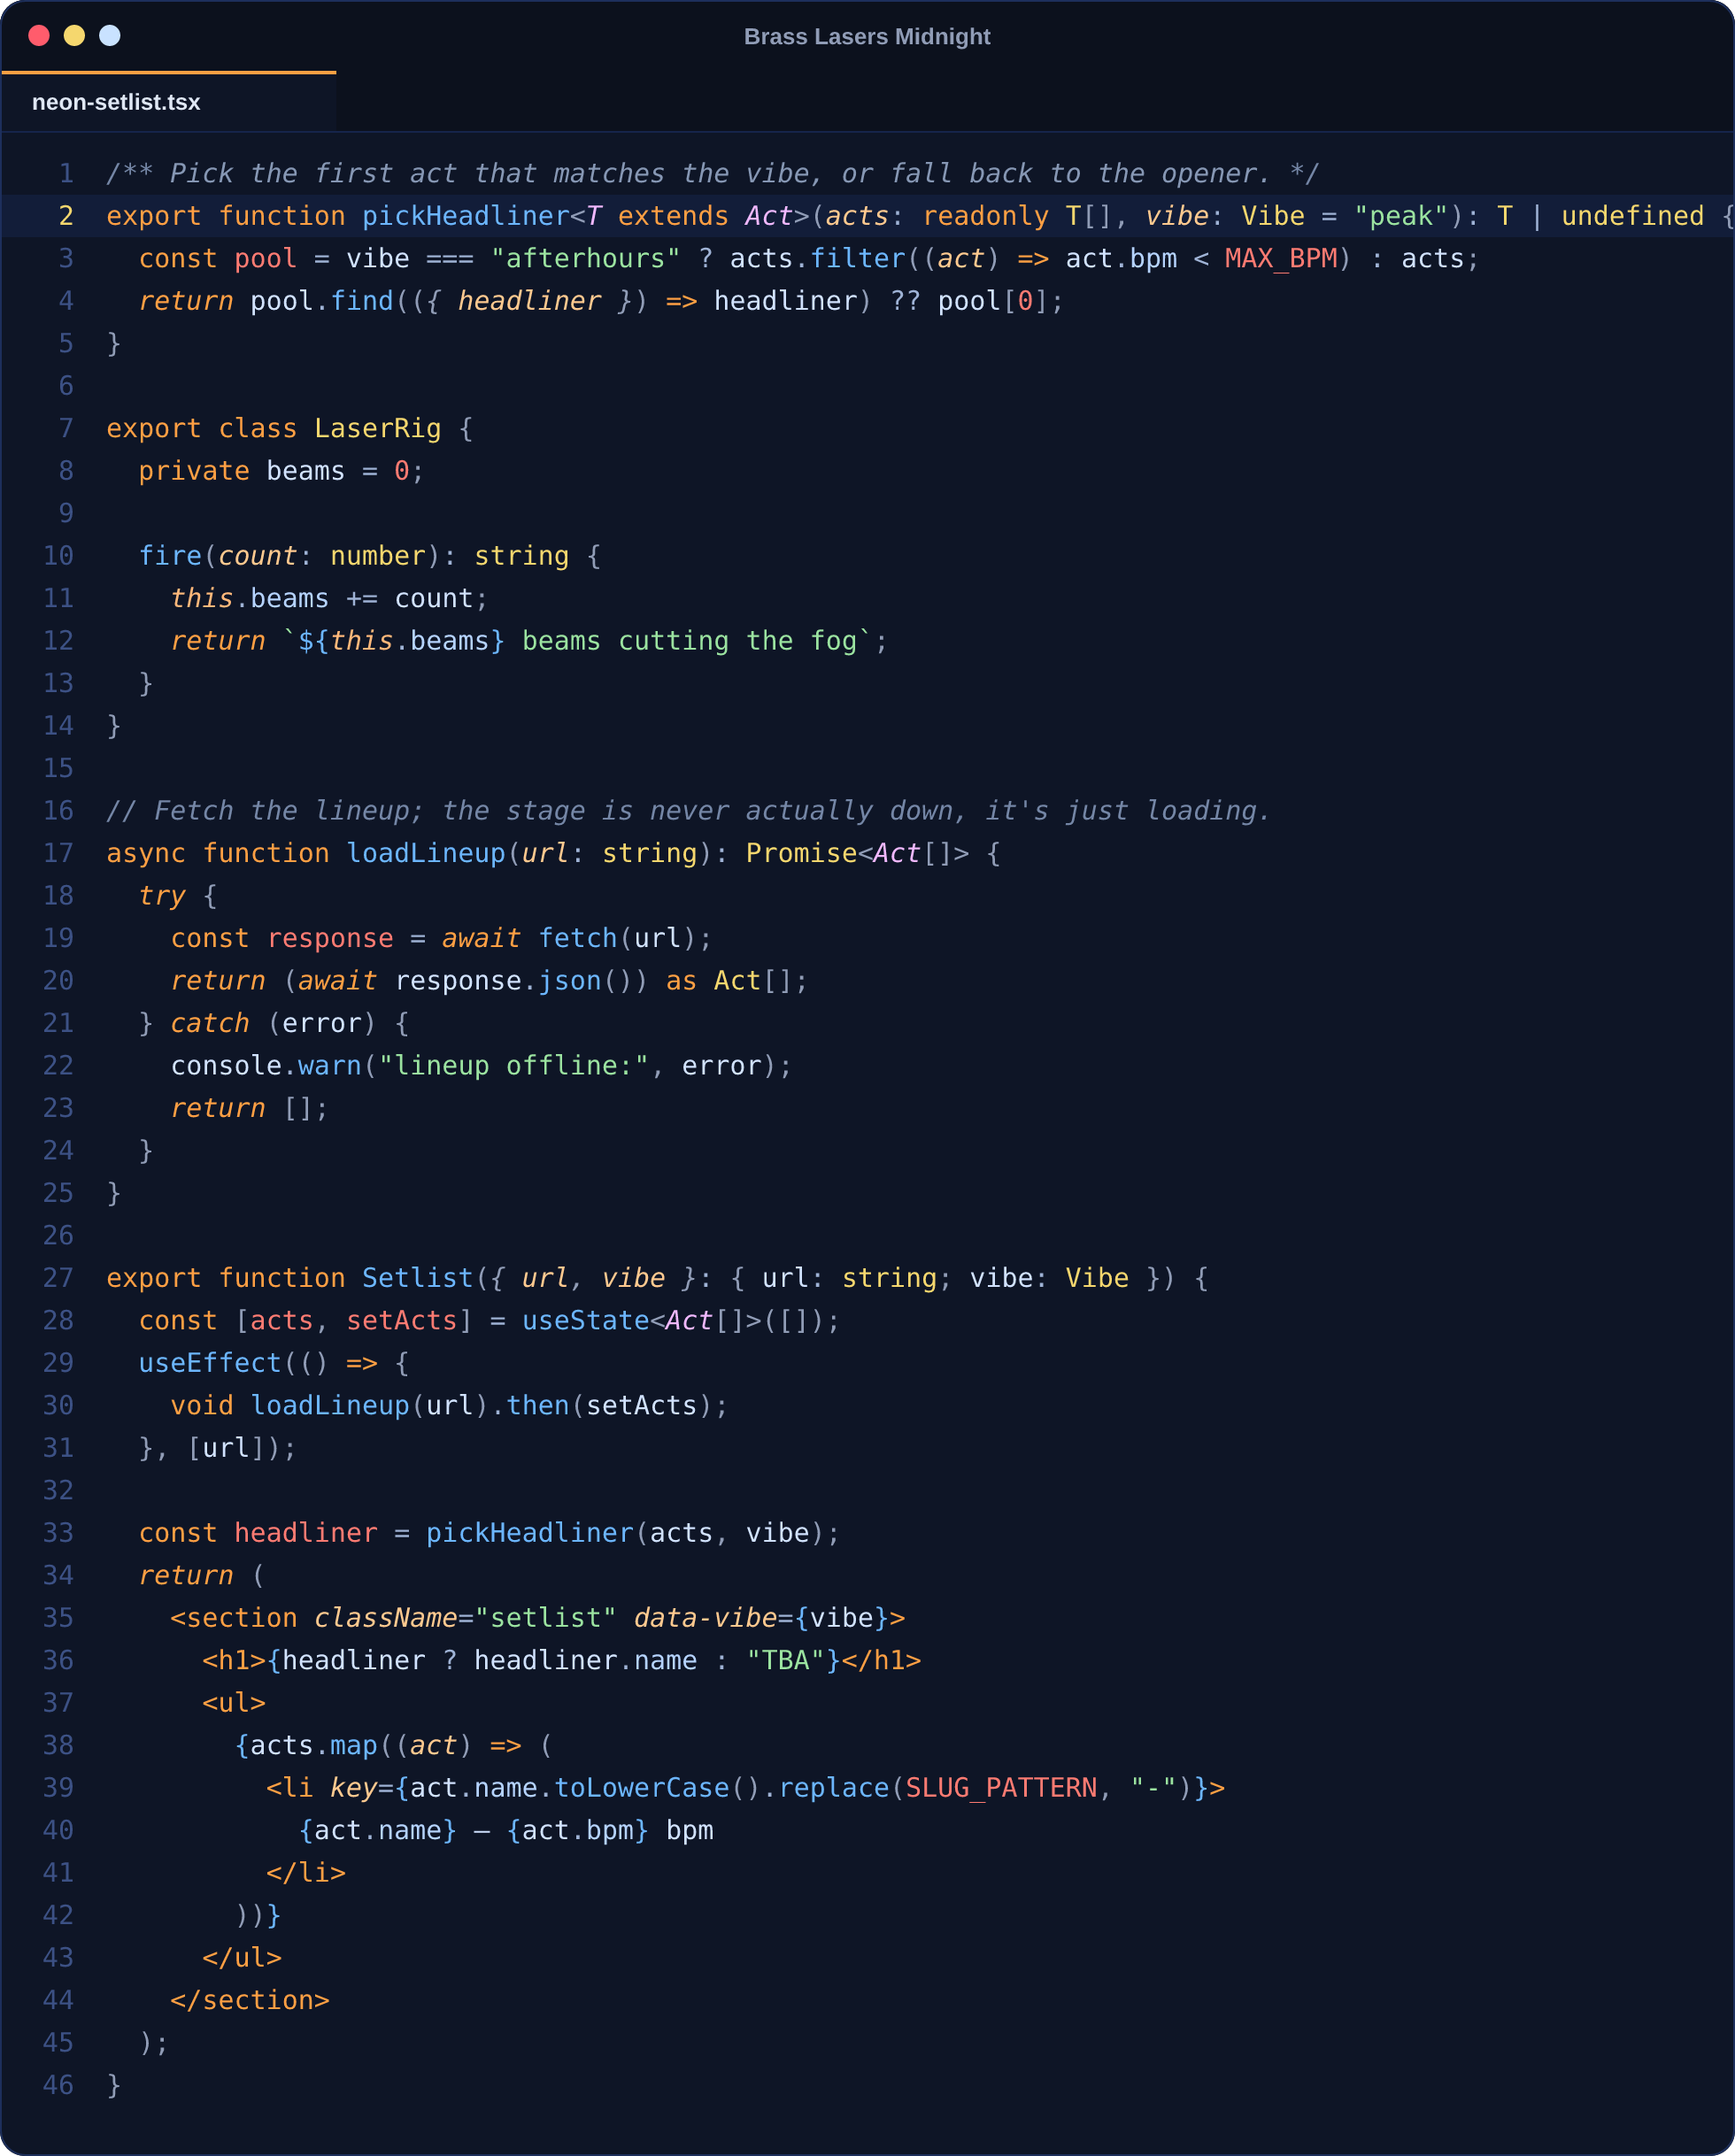 Brass Lasers Midnight
neon-setlist.tsx
1 /** Pick the first act that matches the vibe, or fall back to the opener. */
2 export function pickHeadliner<T extends Act>(acts: readonly T[], vibe: Vibe = "peak"): T | undefined {
3   const pool = vibe === "afterhours" ? acts.filter((act) => act.bpm < MAX_BPM) : acts;
4   return pool.find(({ headliner }) => headliner) ?? pool[0];
5 }
6
7 export class LaserRig {
8   private beams = 0;
9
10   fire(count: number): string {
11     this.beams += count;
12     return `${this.beams} beams cutting the fog`;
13   }
14 }
15
16 // Fetch the lineup; the stage is never actually down, it's just loading.
17 async function loadLineup(url: string): Promise<Act[]> {
18   try {
19     const response = await fetch(url);
20     return (await response.json()) as Act[];
21   } catch (error) {
22     console.warn("lineup offline:", error);
23     return [];
24   }
25 }
26
27 export function Setlist({ url, vibe }: { url: string; vibe: Vibe }) {
28   const [acts, setActs] = useState<Act[]>([]);
29   useEffect(() => {
30     void loadLineup(url).then(setActs);
31   }, [url]);
32
33   const headliner = pickHeadliner(acts, vibe);
34   return (
35     <section className="setlist" data-vibe={vibe}>
36       <h1>{headliner ? headliner.name : "TBA"}</h1>
37       <ul>
38         {acts.map((act) => (
39           <li key={act.name.toLowerCase().replace(SLUG_PATTERN, "-")}>
40             {act.name} — {act.bpm} bpm
41           </li>
42         ))}
43       </ul>
44     </section>
45   );
46 }